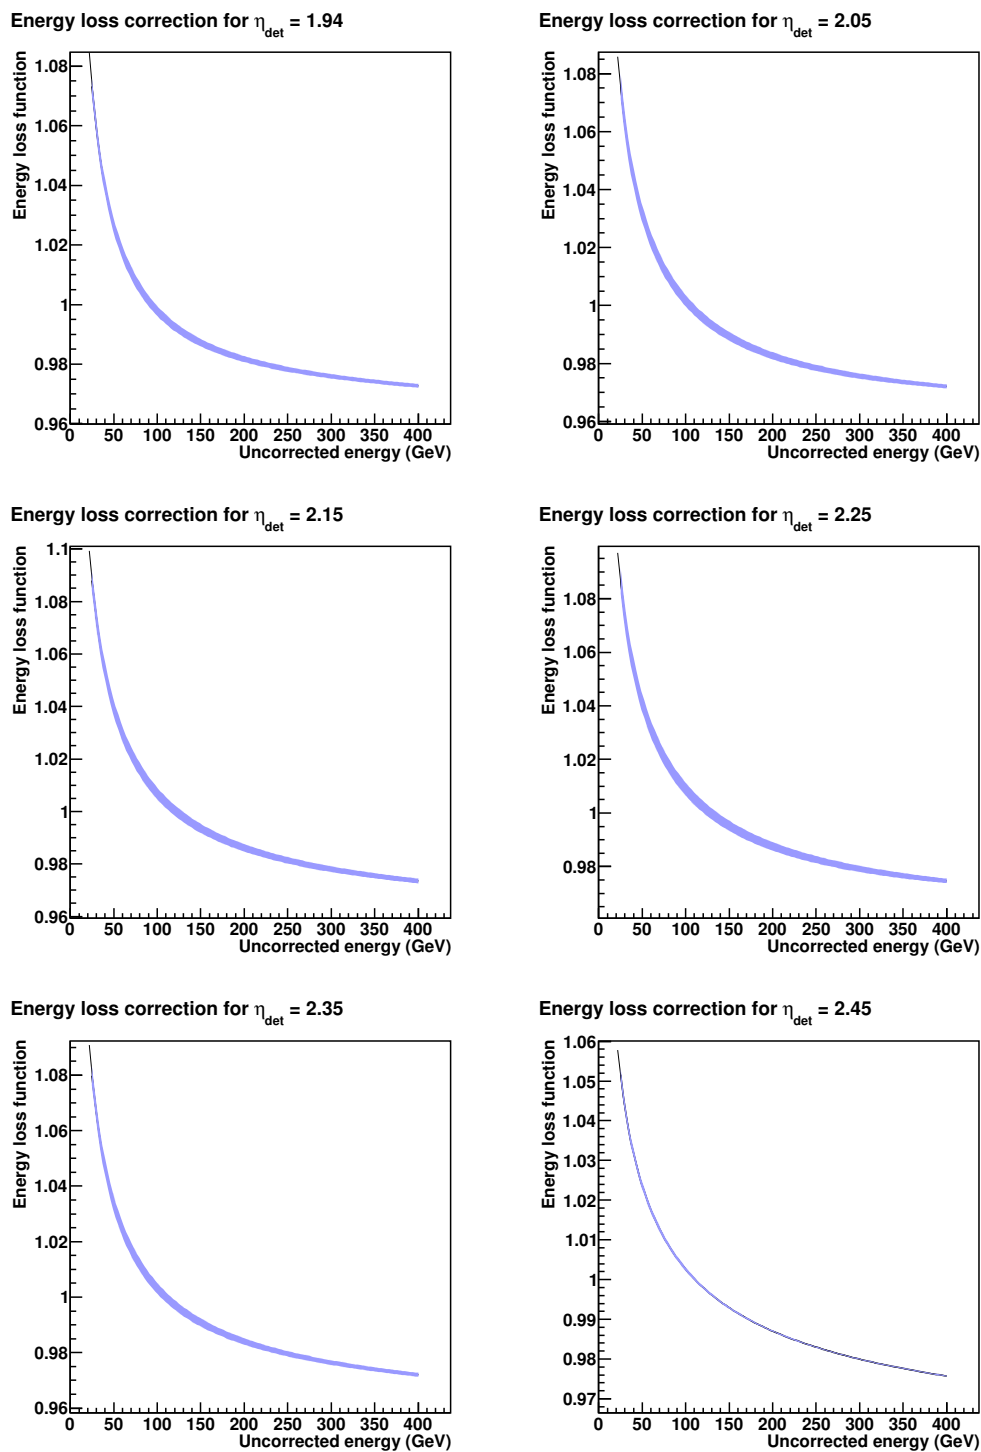 Energy loss correction for η_det = 1.94
Energy loss function
1.08
1.06
1.04
1.02
1
0.98
0.96
0 50 100 150 200 250 300 350 400
Uncorrected energy (GeV)
Energy loss correction for η_det = 2.05
Energy loss function
1.08
1.06
1.04
1.02
1
0.98
0.96
0 50 100 150 200 250 300 350 400
Uncorrected energy (GeV)
Energy loss correction for η_det = 2.15
Energy loss function
1.1
1.08
1.06
1.04
1.02
1
0.98
0.96
0 50 100 150 200 250 300 350 400
Uncorrected energy (GeV)
Energy loss correction for η_det = 2.25
Energy loss function
1.08
1.06
1.04
1.02
1
0.98
0 50 100 150 200 250 300 350 400
Uncorrected energy (GeV)
Energy loss correction for η_det = 2.35
Energy loss function
1.08
1.06
1.04
1.02
1
0.98
0.96
0 50 100 150 200 250 300 350 400
Uncorrected energy (GeV)
Energy loss correction for η_det = 2.45
Energy loss function
1.06
1.05
1.04
1.03
1.02
1.01
1
0.99
0.98
0.97
0 50 100 150 200 250 300 350 400
Uncorrected energy (GeV)